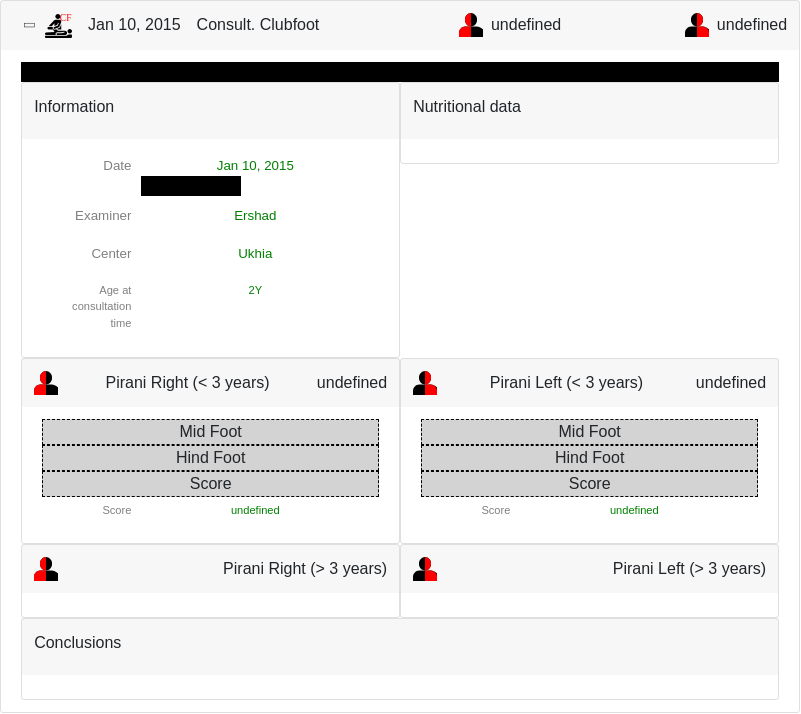 CF Jan 10, 2015 Consult. Clubfoot undefined undefined
Information
Nutritional data
Date Jan 10, 2015
Examiner Ershad
Center Ukhia
Age at
consultation
time
2Y
Pirani Right (< 3 years) undefined
Mid Foot
Hind Foot
Score
Score undefined
Pirani Left (< 3 years) undefined
Mid Foot
Hind Foot
Score
Score undefined
Pirani Right (> 3 years)
Pirani Left (> 3 years)
Conclusions